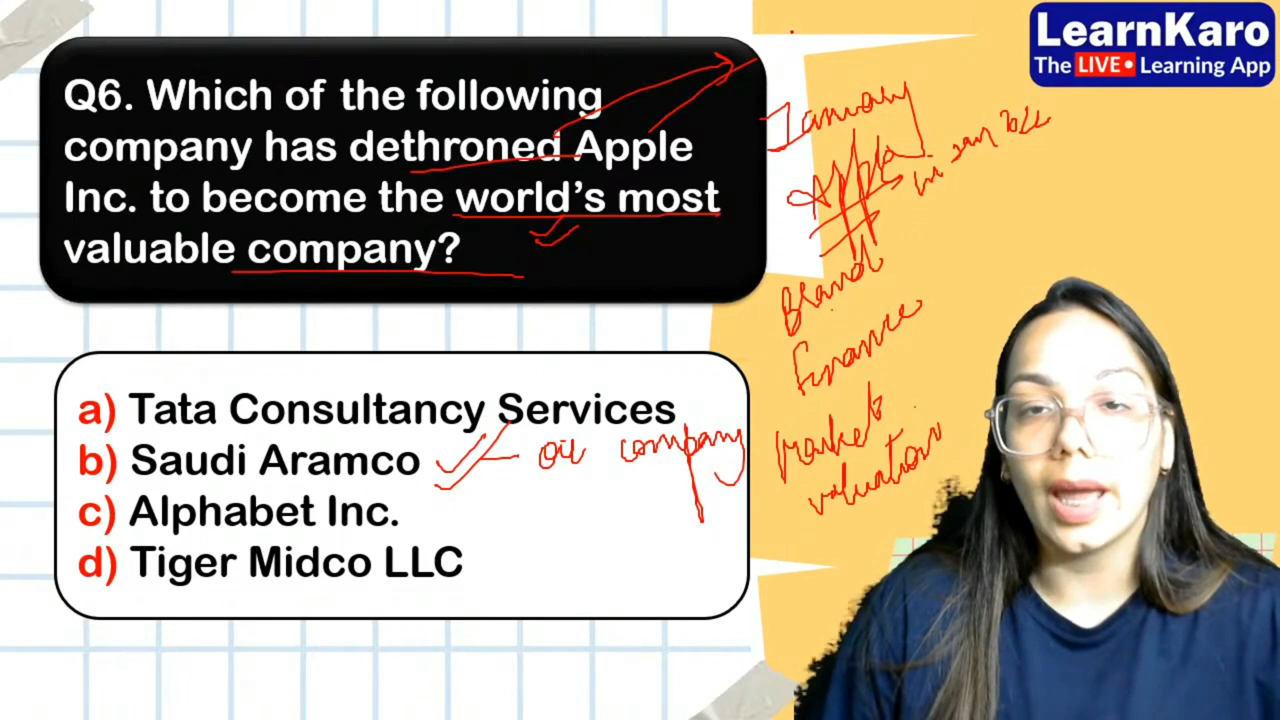 LearnKaro
The LIVE • Learning App
Q6. Which of the following
company has dethroned Apple
Inc. to become the world's most
valuable company?
January
Apple
in Jan
Brand
Finance
market
valuation
a) Tata Consultancy Services
b) Saudi Aramco
oil company
c) Alphabet Inc.
d) Tiger Midco LLC